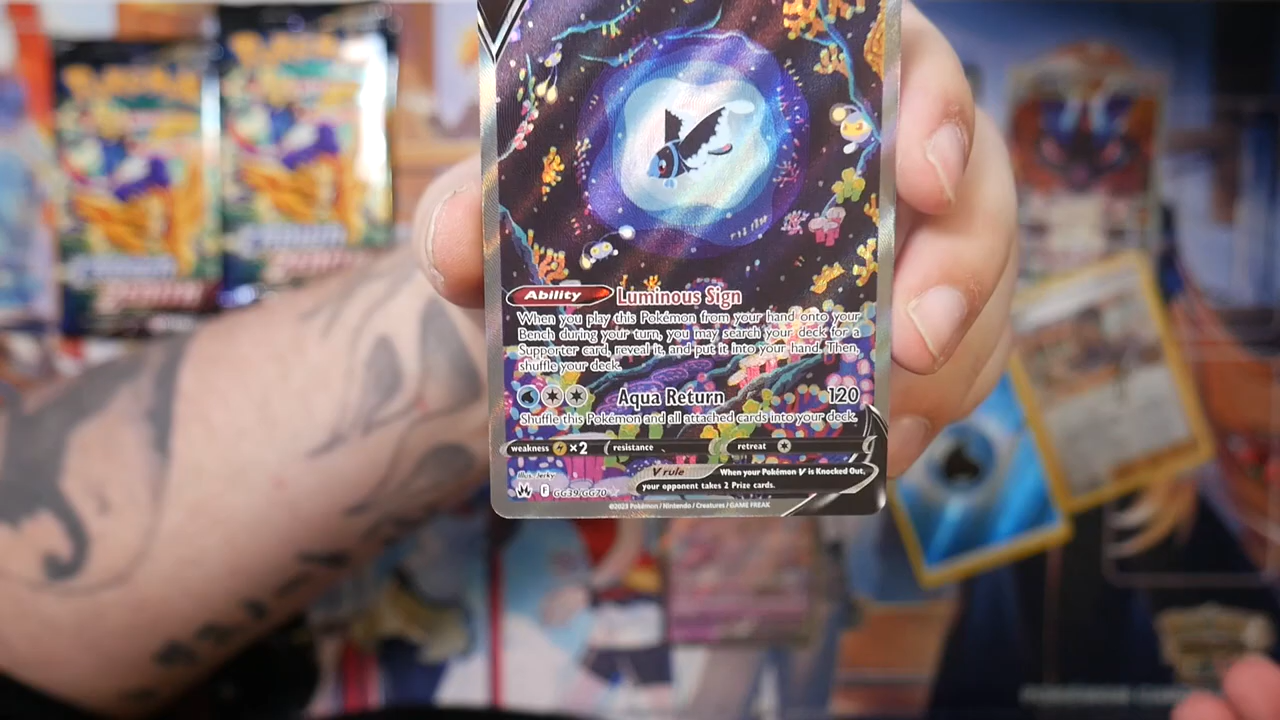 Ability Luminous Sign
When you play this Pokémon from your hand onto your
Bench during your turn, you may search your deck for a
Supporter card, reveal it, and put it into your hand. Then,
shuffle your deck.
Aqua Return 120
Shuffle this Pokémon and all attached cards into your deck.
weakness ×2 resistance retreat
V rule When your Pokémon V is Knocked Out,
your opponent takes 2 Prize cards.
Illus. Jerky
F GG39/GG70
©2023 Pokémon / Nintendo / Creatures / GAME FREAK